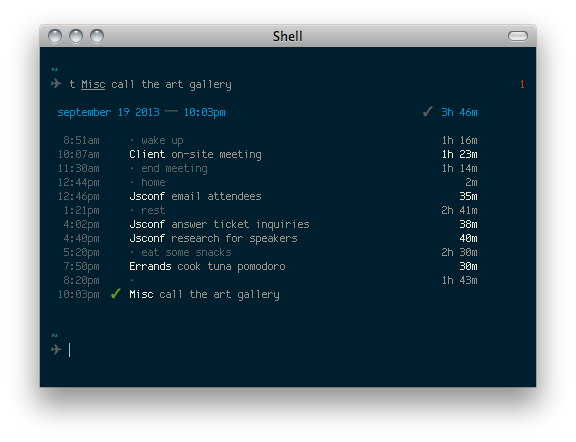 Shell
z
✈ t Misc call the art gallery 1
september 19 2013 — 10:03pm ✓ 3h 46m
8:51am · wake up 1h 16m
10:07am Client on-site meeting 1h 23m
11:30am · end meeting 1h 14m
12:44pm · home 2m
12:46pm Jsconf email attendees 35m
1:21pm · rest 2h 41m
4:02pm Jsconf answer ticket inquiries 38m
4:40pm Jsconf research for speakers 40m
5:20pm · eat some snacks 2h 30m
7:50pm Errands cook tuna pomodoro 30m
8:20pm · 1h 43m
10:03pm ✓ Misc call the art gallery
z
✈